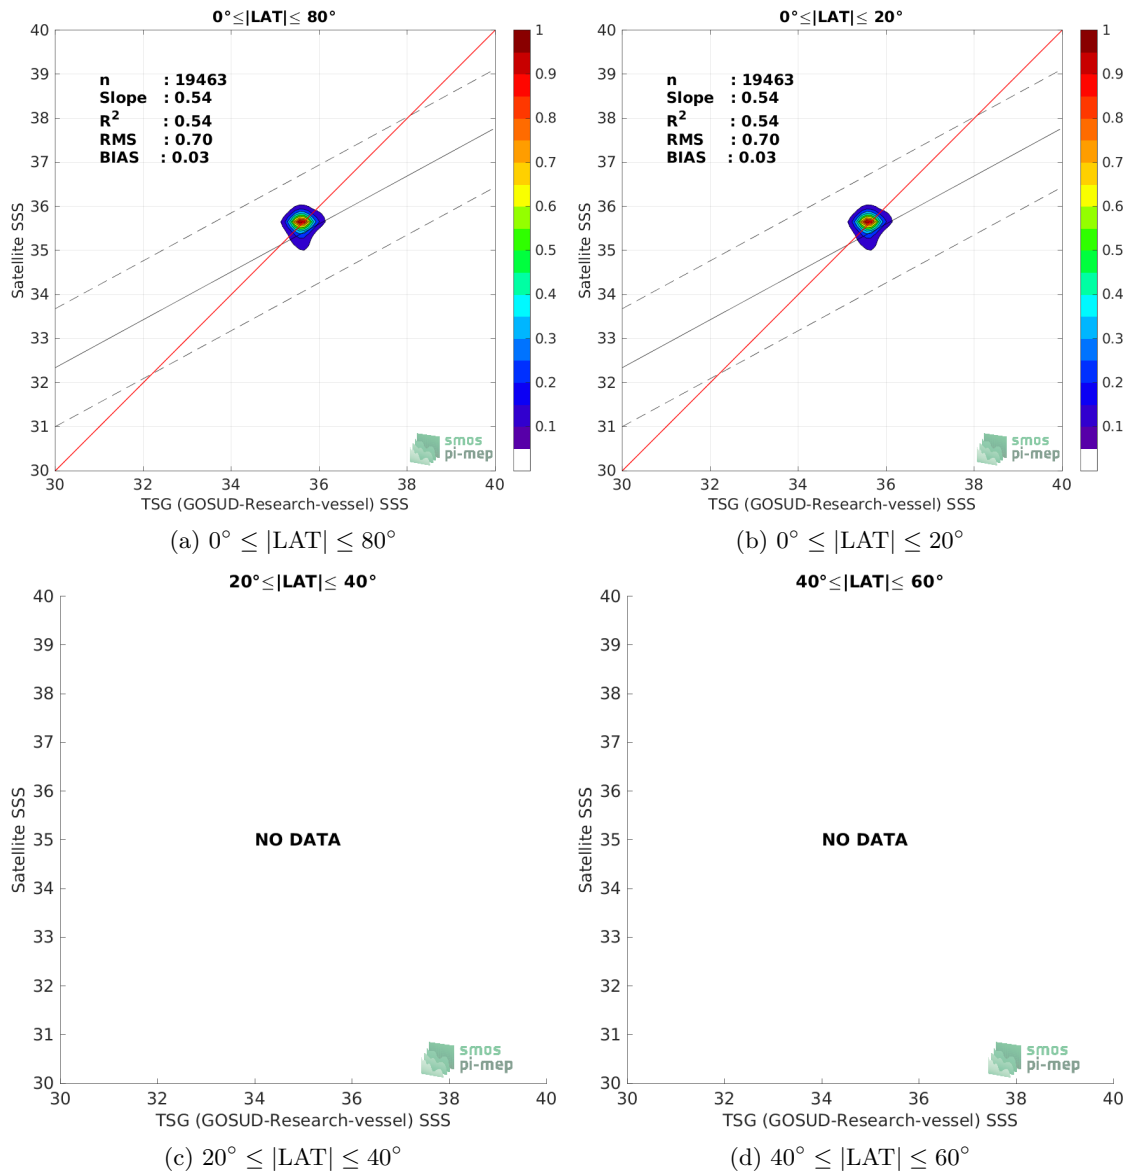 0°≤|LAT|≤ 80°
40
39
38
37
36
35
34
33
32
31
30
Satellite SSS
n : 19463
Slope : 0.54
R² : 0.54
RMS : 0.70
BIAS : 0.03
smos
pi-mep
30 32 34 36 38 40
TSG (GOSUD-Research-vessel) SSS
1
0.9
0.8
0.7
0.6
0.5
0.4
0.3
0.2
0.1
(a) 0° ≤ |LAT| ≤ 80°
0°≤|LAT|≤ 20°
40
39
38
37
36
35
34
33
32
31
30
Satellite SSS
n : 19463
Slope : 0.54
R² : 0.54
RMS : 0.70
BIAS : 0.03
smos
pi-mep
30 32 34 36 38 40
TSG (GOSUD-Research-vessel) SSS
1
0.9
0.8
0.7
0.6
0.5
0.4
0.3
0.2
0.1
(b) 0° ≤ |LAT| ≤ 20°
20°≤|LAT|≤ 40°
40
39
38
37
36
35
34
33
32
31
30
Satellite SSS
NO DATA
smos
pi-mep
30 32 34 36 38 40
TSG (GOSUD-Research-vessel) SSS
(c) 20° ≤ |LAT| ≤ 40°
40°≤|LAT|≤ 60°
40
39
38
37
36
35
34
33
32
31
30
Satellite SSS
NO DATA
smos
pi-mep
30 32 34 36 38 40
TSG (GOSUD-Research-vessel) SSS
(d) 40° ≤ |LAT| ≤ 60°